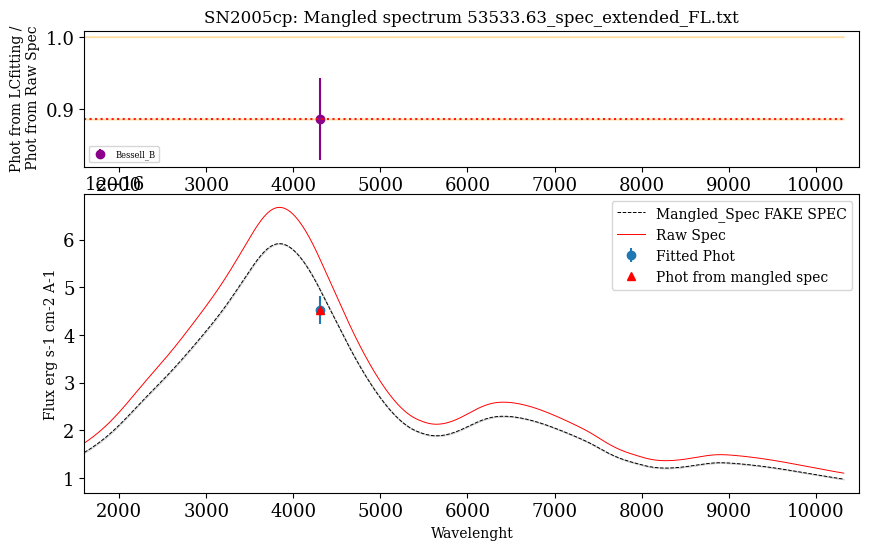 SN2005cp: Mangled spectrum 53533.63_spec_extended_FL.txt
Phot from LCfitting /
Phot from Raw Spec
1.0
0.9
Bessell_B
2000 3000 4000 5000 6000 7000 8000 9000 10000
1e−16
Flux erg s-1 cm-2 A-1
6
5
4
3
2
1
Mangled_Spec FAKE SPEC
Raw Spec
Fitted Phot
Phot from mangled spec
2000 3000 4000 5000 6000 7000 8000 9000 10000
Wavelenght